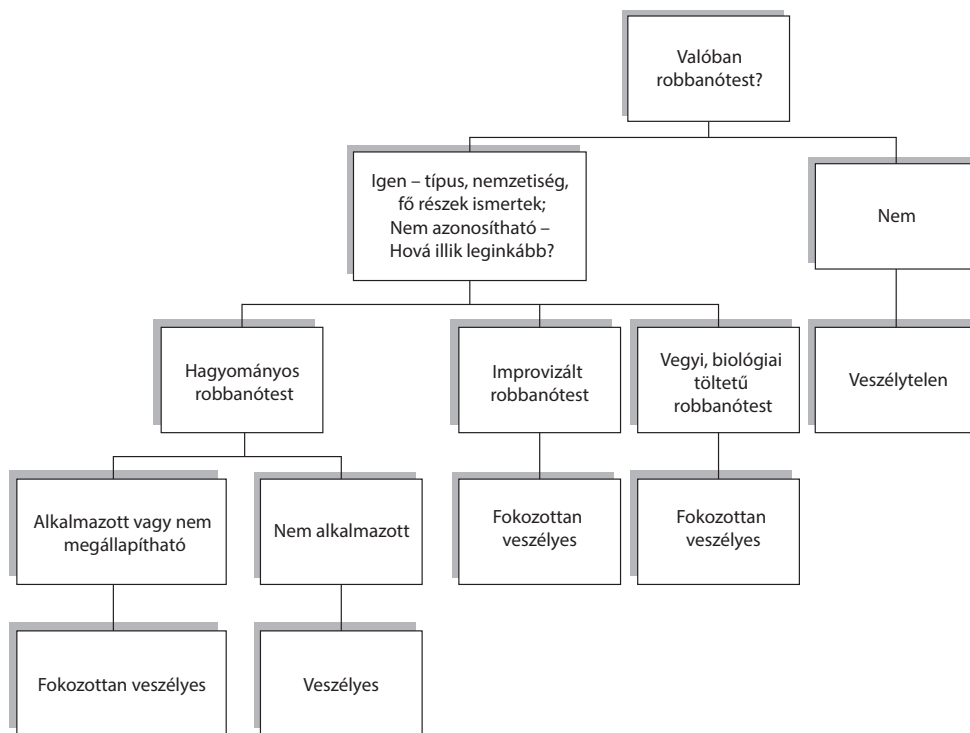 Valóban
robbanótest?
Igen – típus, nemzetiség,
fő részek ismertek;
Nem azonosítható –
Hová illik leginkább?
Nem
Hagyományos
robbanótest
Improvizált
robbanótest
Vegyi, biológiai
töltetű
robbanótest
Veszélytelen
Alkalmazott vagy nem
megállapítható
Nem alkalmazott
Fokozottan
veszélyes
Fokozottan
veszélyes
Fokozottan veszélyes
Veszélyes